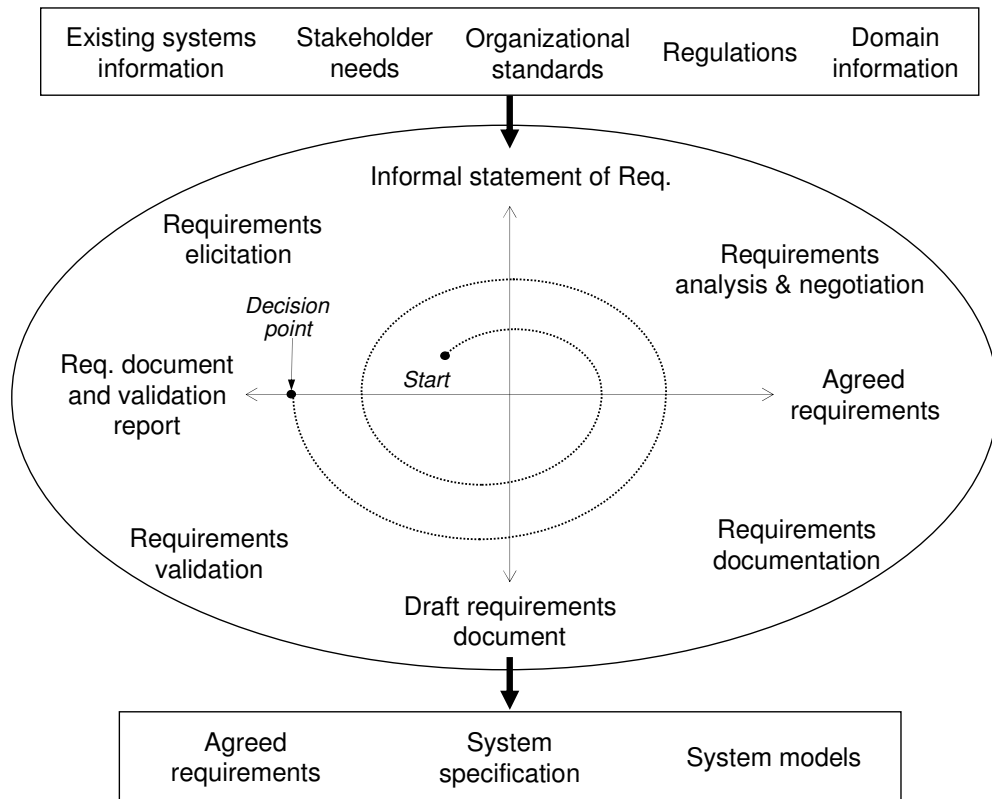 Existing systems
information
Stakeholder
needs
Organizational
standards
Regulations
Domain
information
Informal statement of Req.
Requirements
elicitation
Requirements
analysis & negotiation
Decision
point
Start
Req. document
and validation
report
Agreed
requirements
Requirements
validation
Requirements
documentation
Draft requirements
document
Agreed
requirements
System
specification
System models